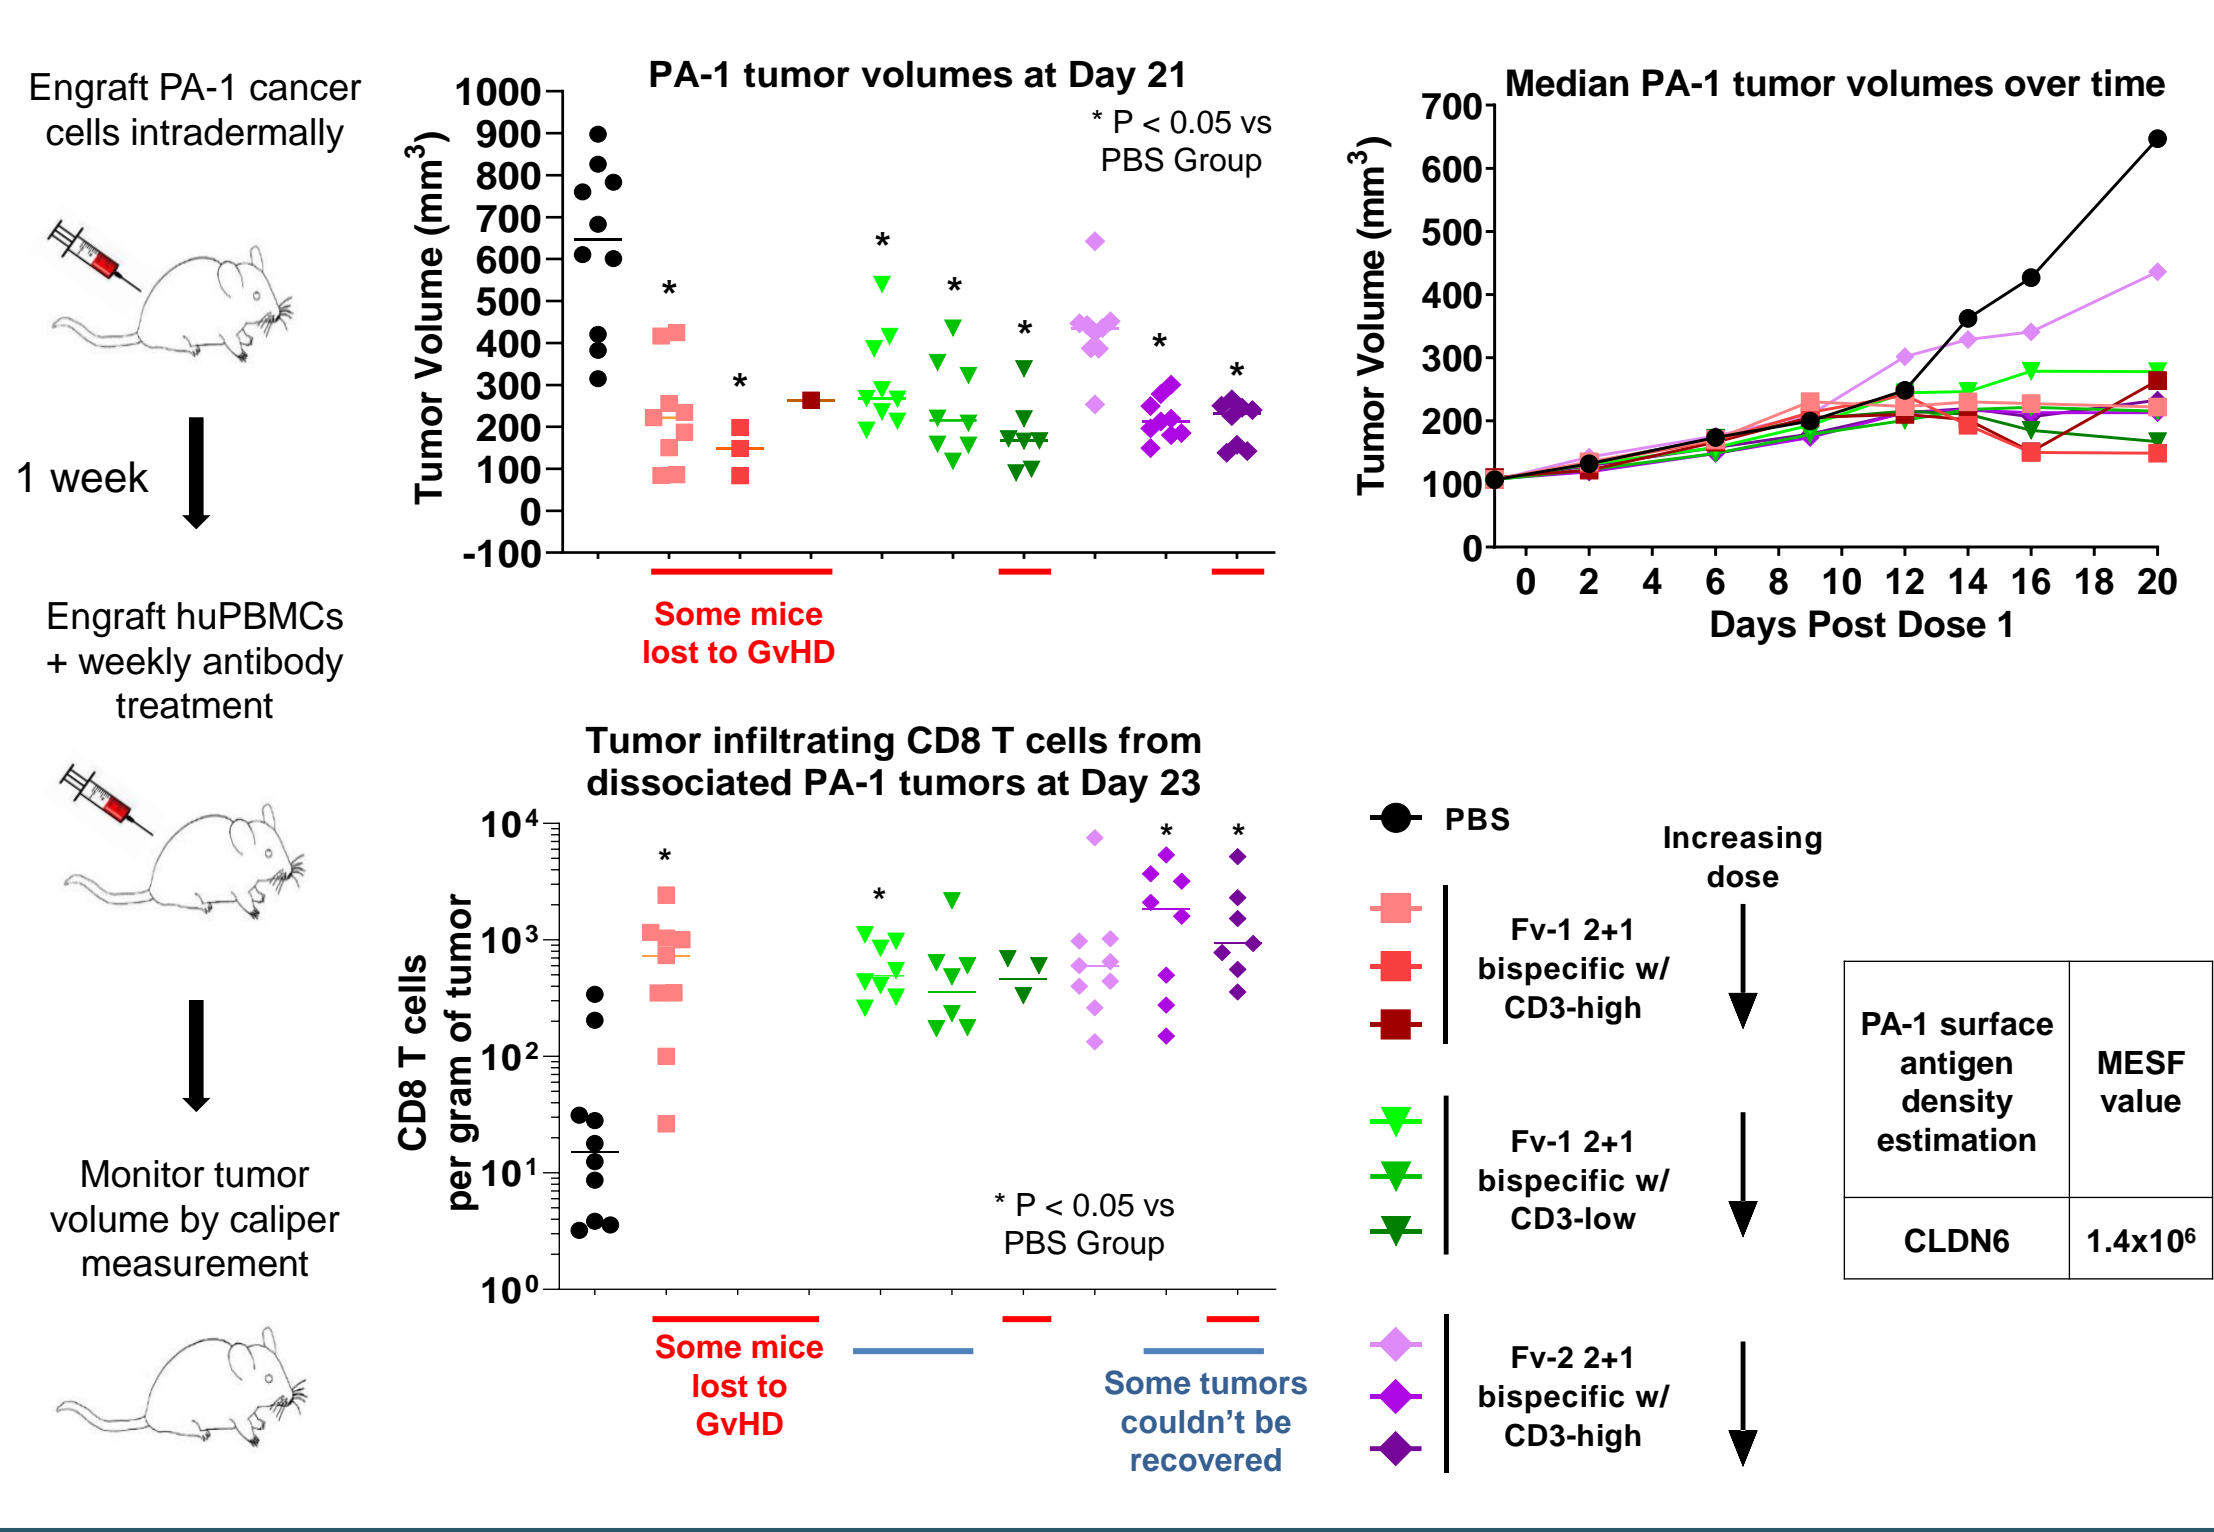 Engraft PA-1 cancer
cells intradermally
1 week
Engraft huPBMCs
+ weekly antibody
treatment
Monitor tumor
volume by caliper
measurement
PA-1 tumor volumes at Day 21
* P < 0.05 vs
PBS Group
Tumor Volume (mm³)
1000
900
800
700
600
500
400
300
200
100
0
-100
*
*
*
*
*
*
*
Some mice
lost to GvHD
Median PA-1 tumor volumes over time
Tumor Volume (mm³)
700
600
500
400
300
200
100
0
0 2 4 6 8 10 12 14 16 18 20
Days Post Dose 1
Tumor infiltrating CD8 T cells from
dissociated PA-1 tumors at Day 23
CD8 T cells
per gram of tumor
10⁴
10³
10²
10¹
10⁰
*
*
*
*
* P < 0.05 vs
PBS Group
Some mice
lost to
GvHD
Some tumors
couldn’t be
recovered
PBS
Increasing
dose
Fv-1 2+1
bispecific w/
CD3-high
Fv-1 2+1
bispecific w/
CD3-low
Fv-2 2+1
bispecific w/
CD3-high
PA-1 surface
antigen
density
estimation
MESF
value
CLDN6
1.4x10⁶